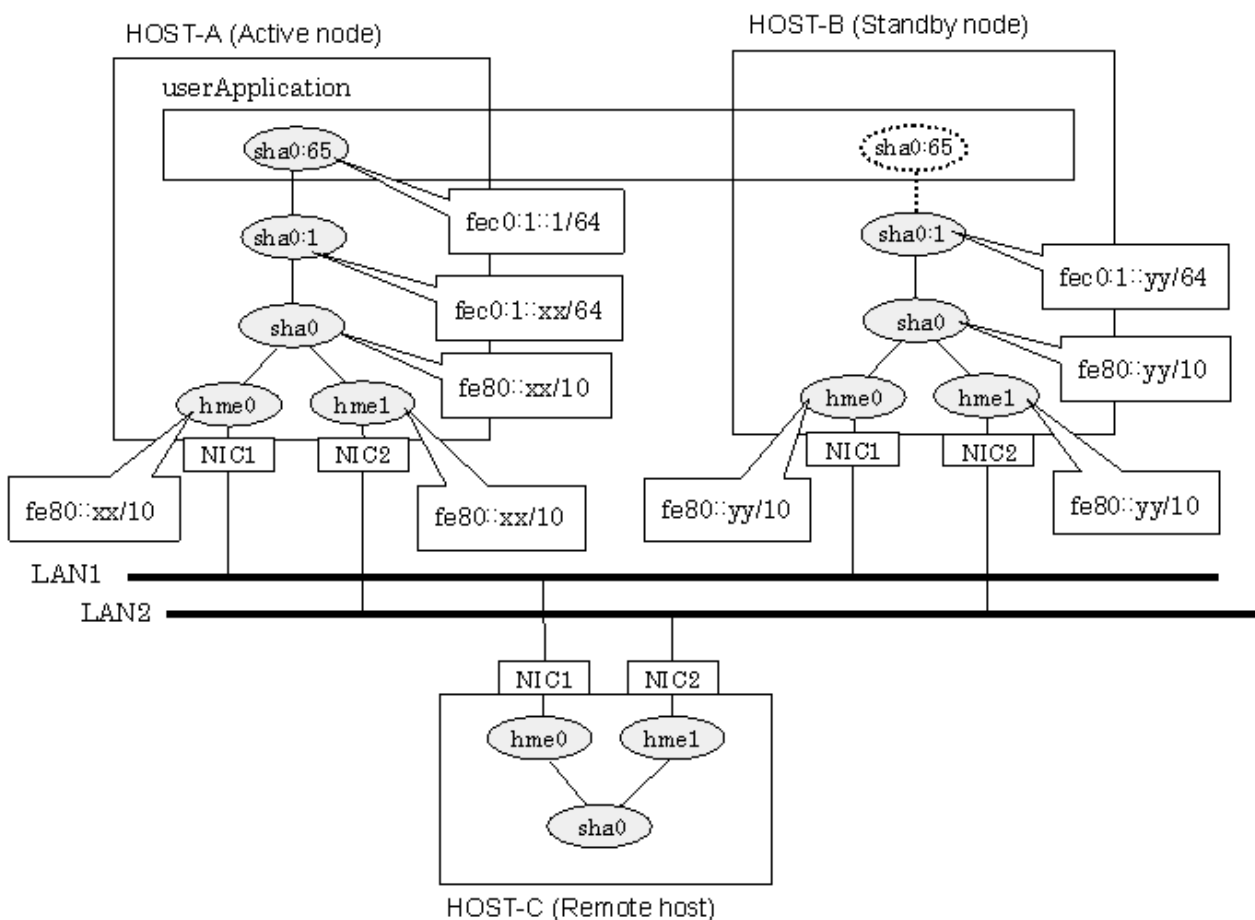 HOST-A (Active node)
HOST-B (Standby node)
userApplication
sha0:65
sha0:65
fec0:1::1/64
sha0:1
sha0:1
fec0:1::yy/64
fec0:1::xx/64
sha0
sha0
fe80::xx/10
fe80::yy/10
hme0
hme1
hme0
hme1
NIC1
NIC2
NIC1
NIC2
fe80::xx/10
fe80::xx/10
fe80::yy/10
fe80::yy/10
LAN1
LAN2
NIC1
NIC2
hme0
hme1
sha0
HOST-C (Remote host)